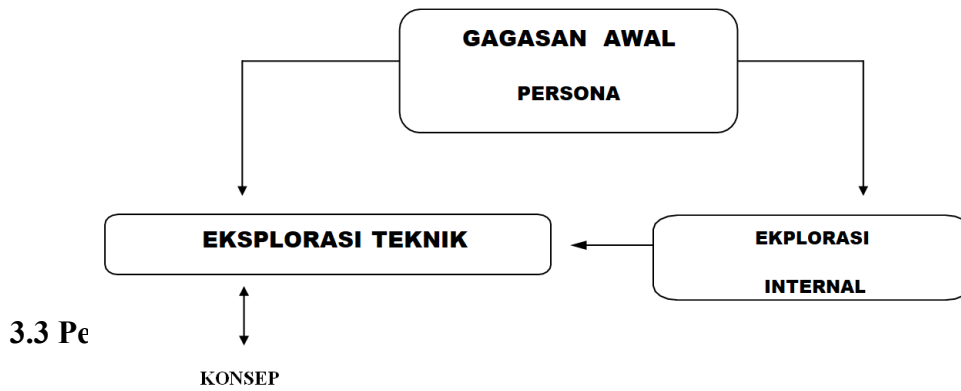 GAGASAN AWAL
PERSONA
EKSPLORASI TEKNIK
EKPLORASI
INTERNAL
3.3 Pe
KONSEP